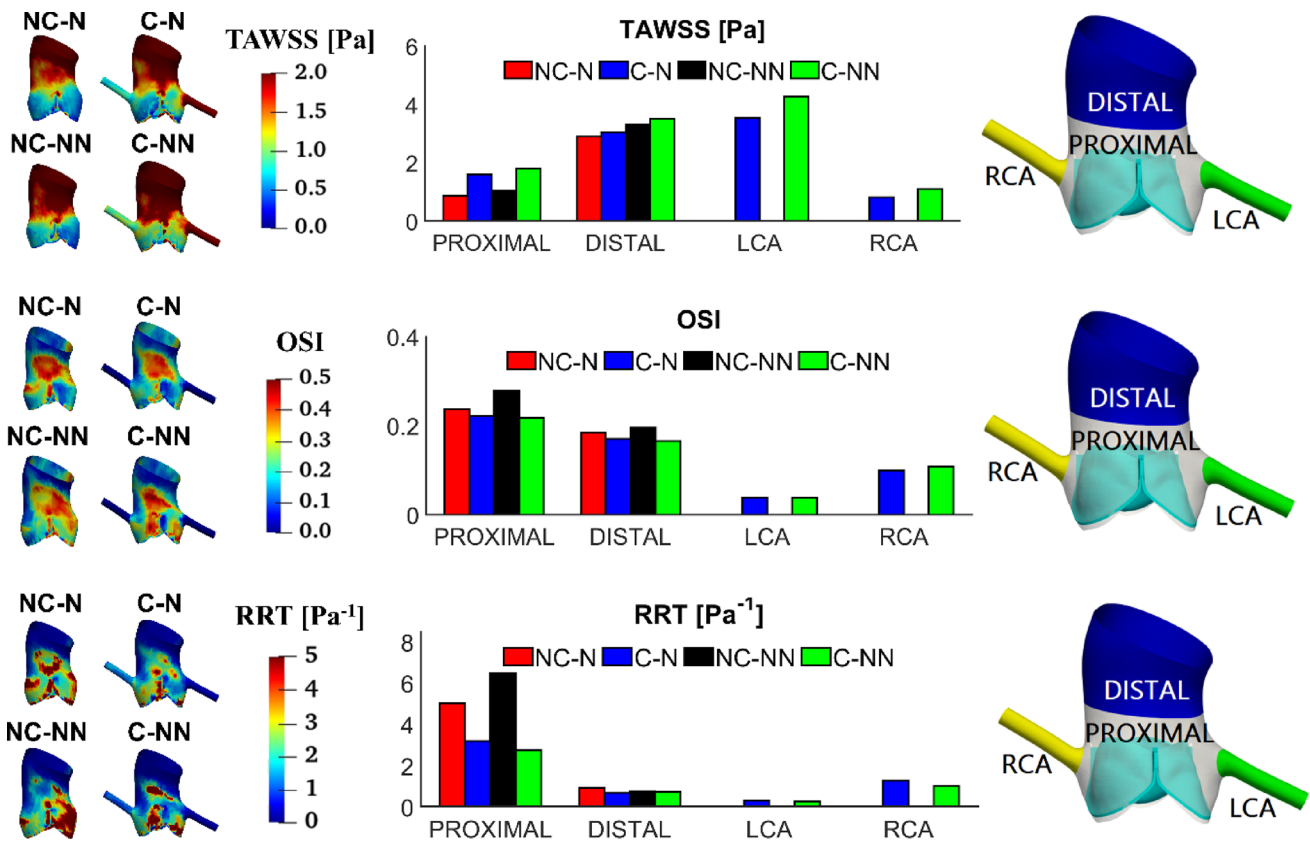 NC-N C-N
TAWSS [Pa]
2.0
1.5
1.0
0.5
0.0
NC-NN C-NN
TAWSS [Pa]
NC-N C-N NC-NN C-NN
6
4
2
0
PROXIMAL DISTAL LCA RCA
DISTAL
PROXIMAL
RCA
LCA
NC-N C-N
OSI
0.5
0.4
0.3
0.2
0.1
0.0
NC-NN C-NN
OSI
NC-N C-N NC-NN C-NN
0.4
0.2
0
PROXIMAL DISTAL LCA RCA
DISTAL
PROXIMAL
RCA
LCA
NC-N C-N
RRT [Pa⁻¹]
5
4
3
2
1
0
NC-NN C-NN
RRT [Pa⁻¹]
NC-N C-N NC-NN C-NN
8
6
4
2
0
PROXIMAL DISTAL LCA RCA
DISTAL
PROXIMAL
RCA
LCA